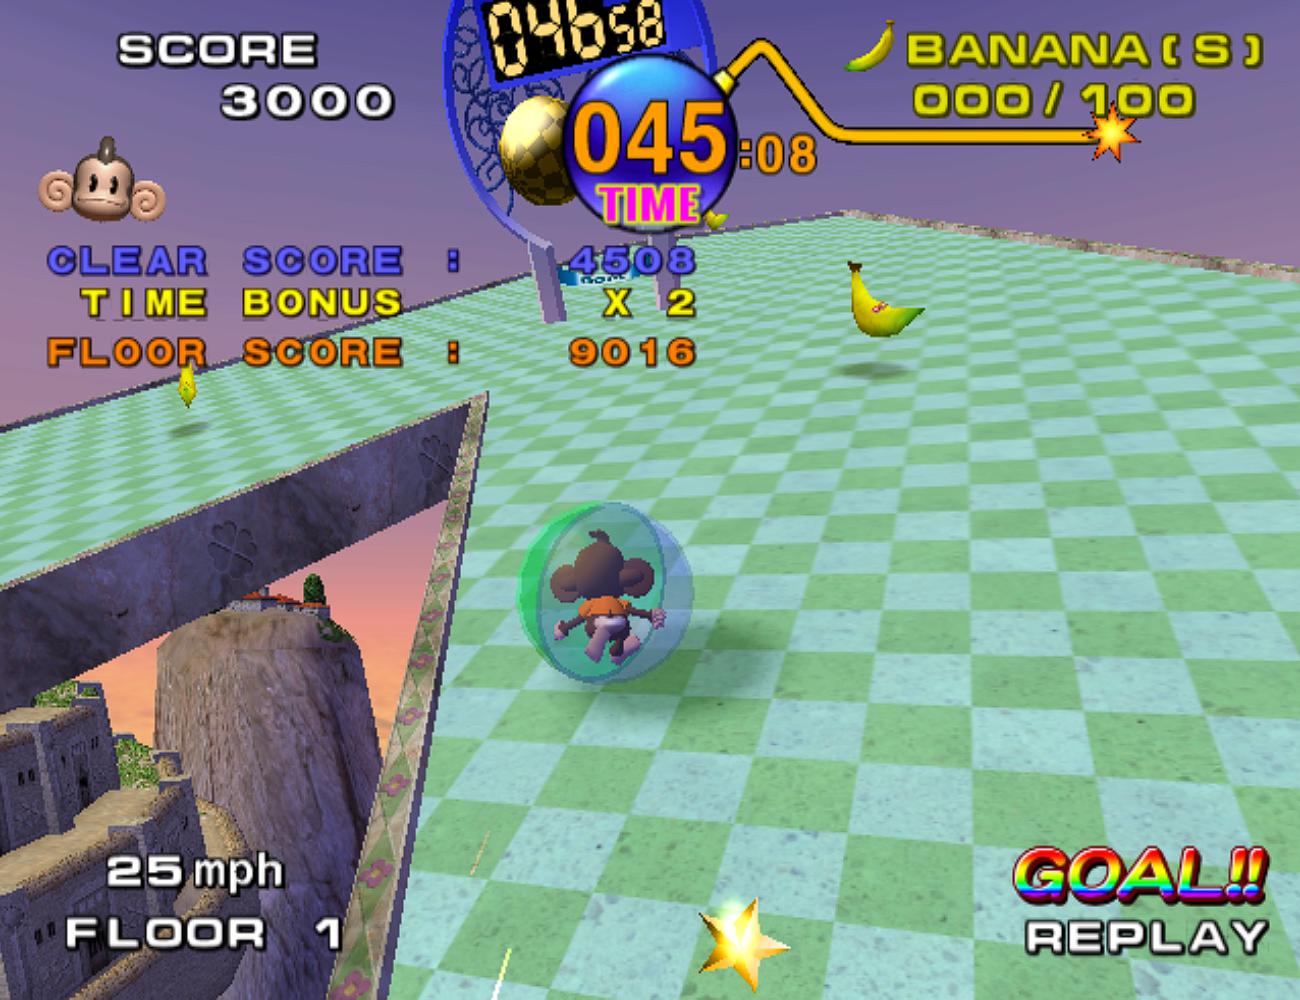 04658
SCORE
3000
BANANA(S)
000/100
045:08
TIME
CLEAR SCORE : 4508
TIME BONUS X 2
FLOOR SCORE : 9016
25 mph
FLOOR 1
GOAL!!
REPLAY